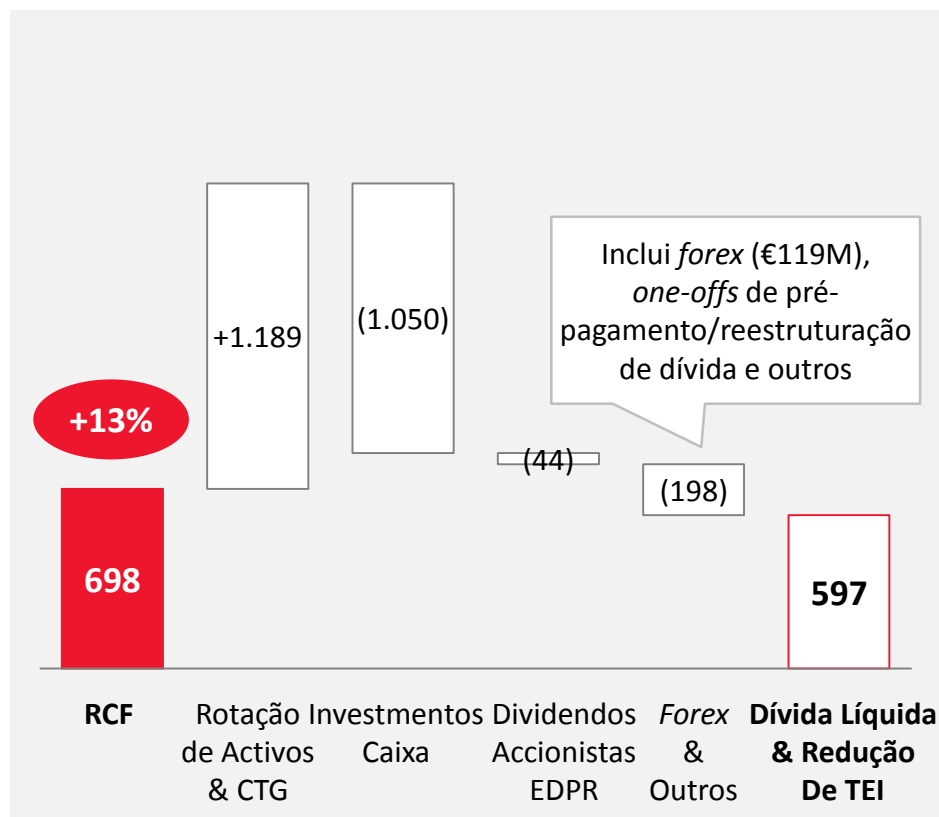 Inclui forex (€119M),
one-offs de pré-
pagamento/reestruturação
de dívida e outros
+1.189
(1.050)
+13%
(44)
(198)
698
597
RCF
Rotação
de Activos
& CTG
Investmentos
Caixa
Dividendos
Accionistas
EDPR
Forex
&
Outros
Dívida Líquida
& Redução
De TEI